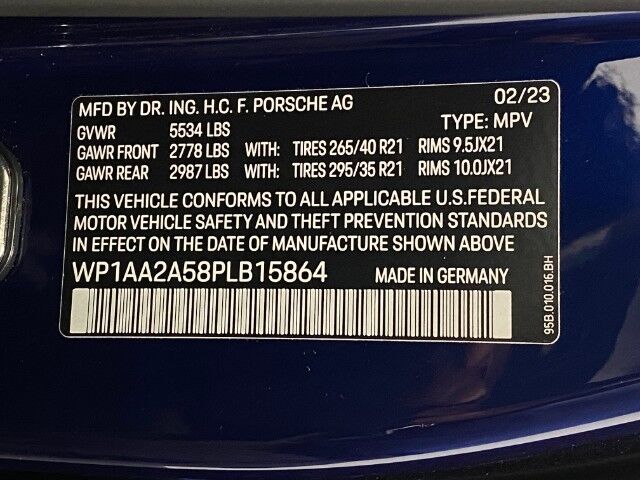 MFD BY DR. ING. H.C. F. PORSCHE AG 02/23
GVWR 5534 LBS TYPE: MPV
GAWR FRONT 2778 LBS WITH: TIRES 265/40 R21 RIMS 9.5JX21
GAWR REAR 2987 LBS WITH: TIRES 295/35 R21 RIMS 10.0JX21
THIS VEHICLE CONFORMS TO ALL APPLICABLE U.S.FEDERAL
MOTOR VEHICLE SAFETY AND THEFT PREVENTION STANDARDS
IN EFFECT ON THE DATE OF MANUFACTURE SHOWN ABOVE
WP1AA2A58PLB15864 MADE IN GERMANY
95B.010.016.BH